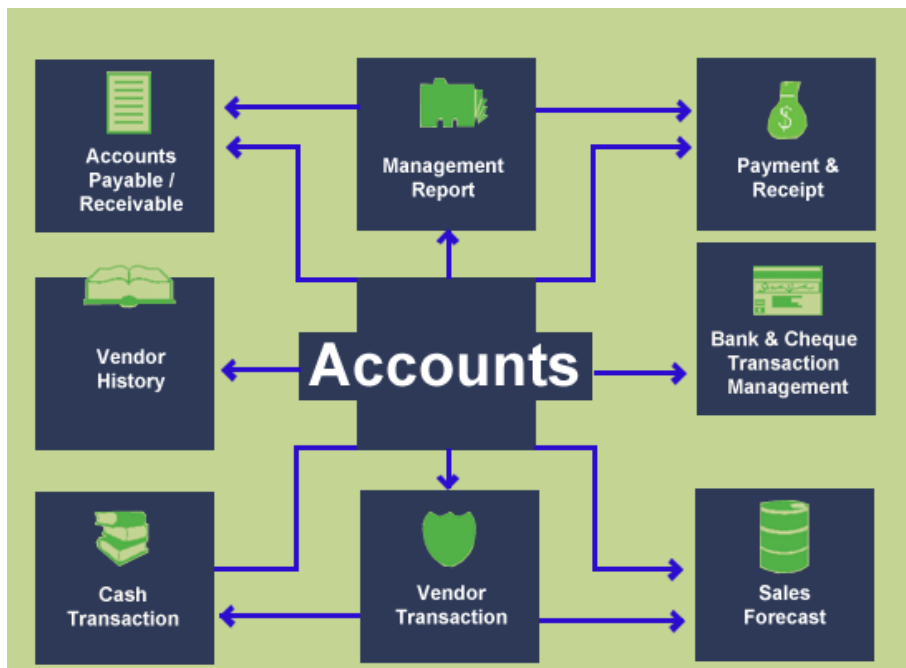 Accounts
Payable /
Receivable
Management
Report
$
Payment &
Receipt
Vendor
History
Accounts
Bank & Cheque
Transaction
Management
Cash
Transaction
Vendor
Transaction
Sales
Forecast